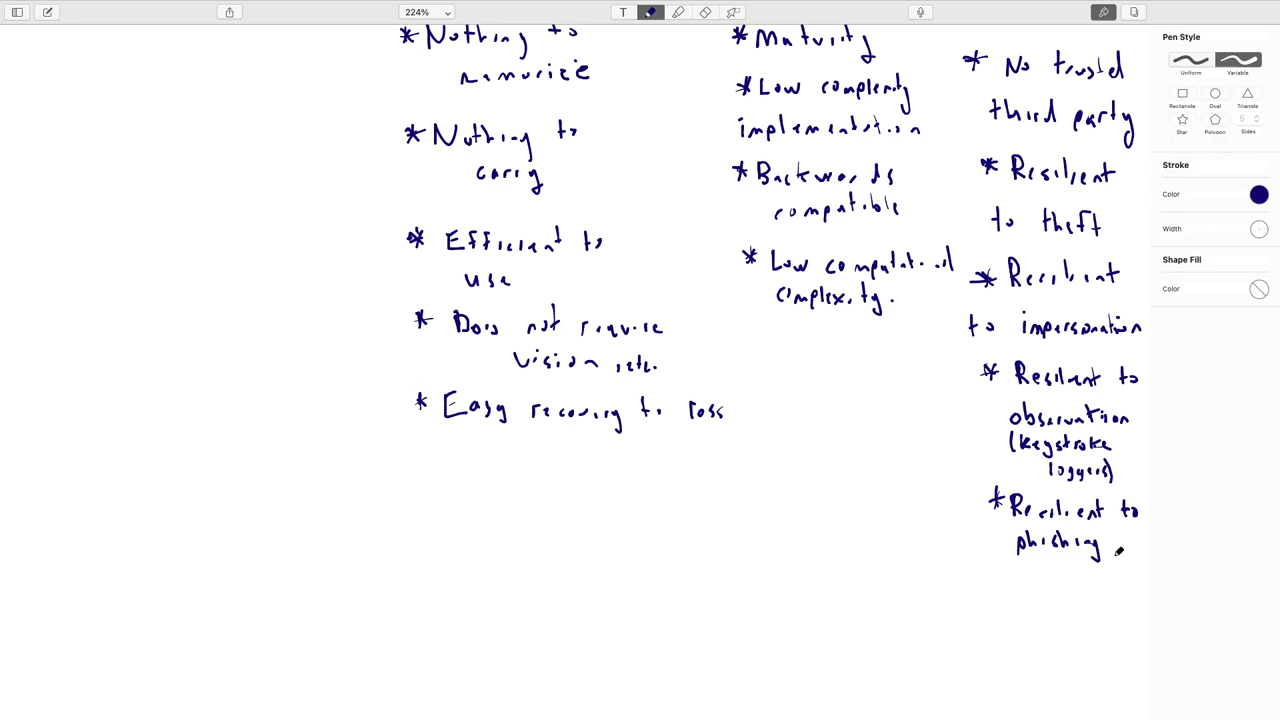 224%
T
* Nothing to
memorize
* Nothing to
carry
* Efficient to
use
* Does not require
vision etc.
* Easy recovery to loss
* Maturity
* Low complexity
implementation
* Backwards
compatible
* Low computational
complexity.
* No trusted
third party
* Resilient
to theft
* Resilient
to impersonation
* Resilient to
observation
(keystroke
loggers)
* Resilient to
phishing
Pen Style
Uniform Variable
Rectangle Oval Triangle
5
Star Polygon Sides
Stroke
Color
Width
Shape Fill
Color